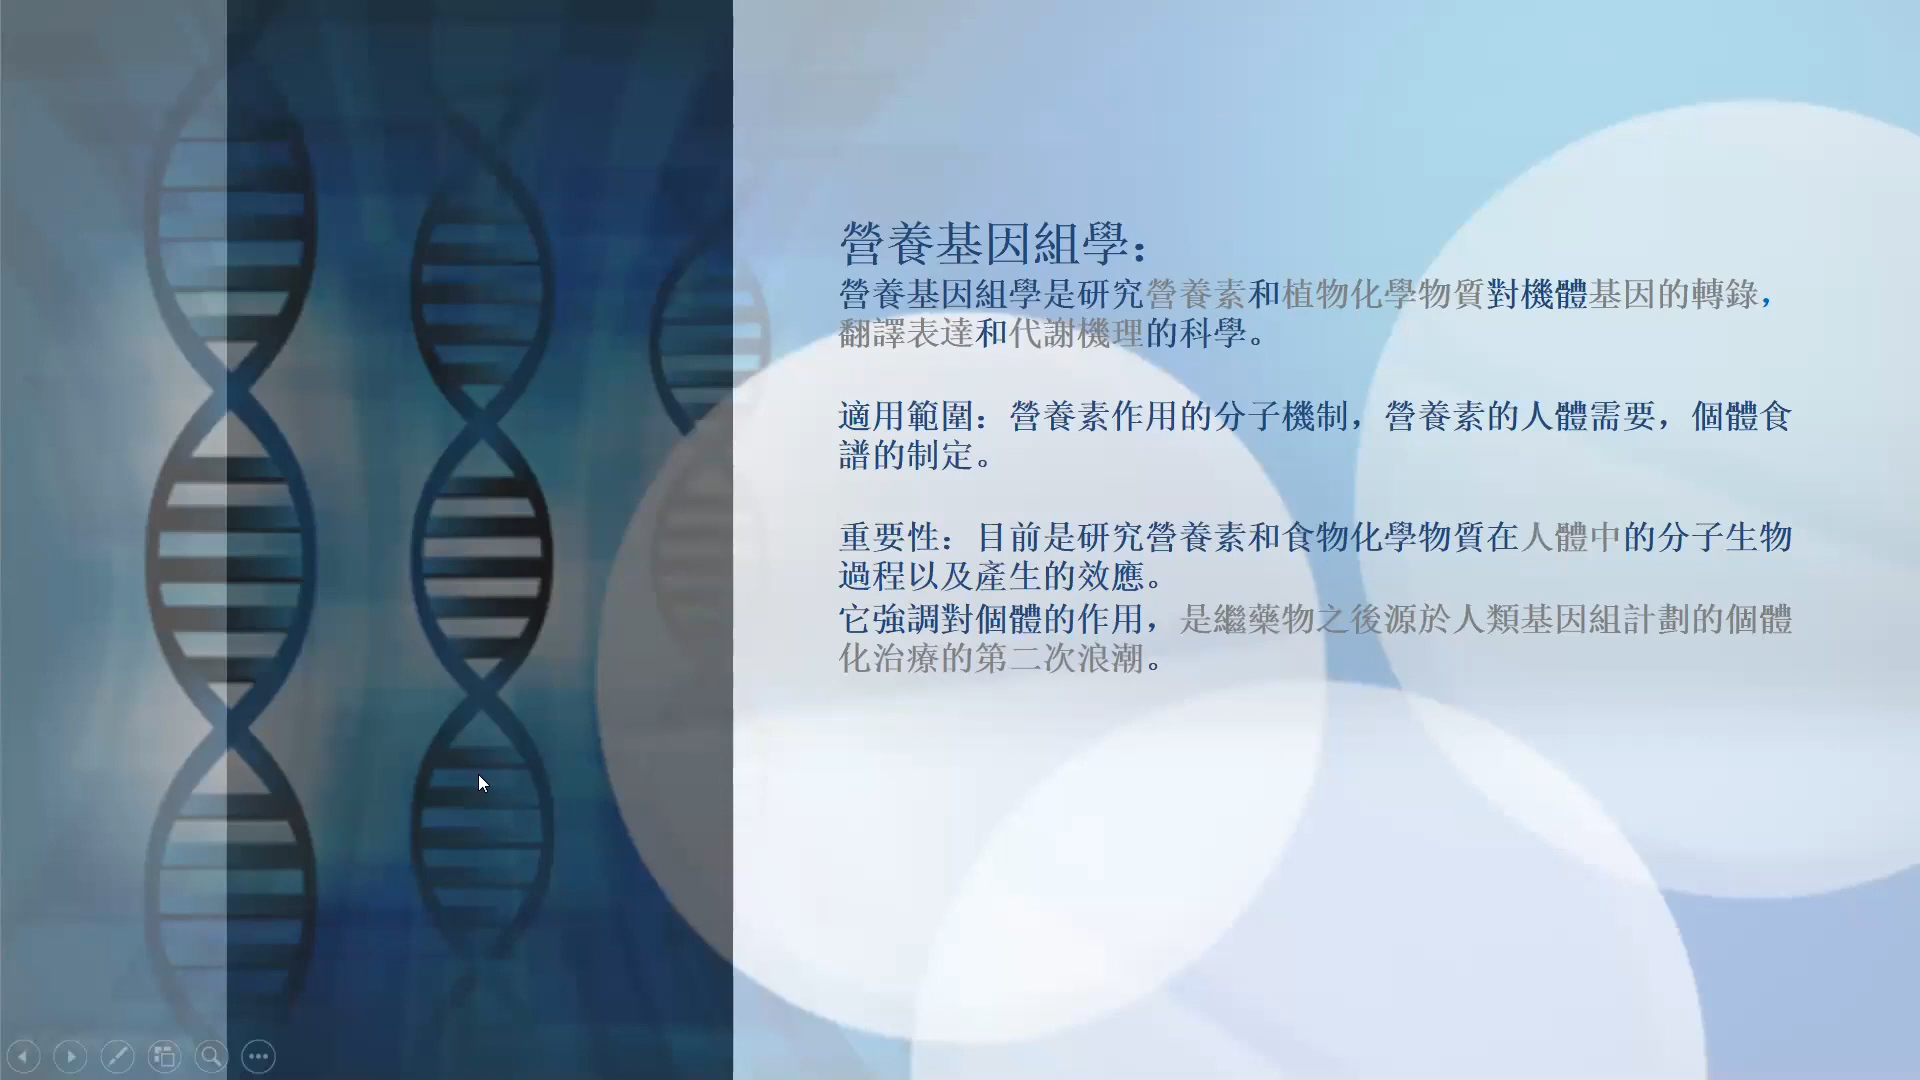 營養基因組學：
營養基因組學是研究營養素和植物化學物質對機體基因的轉錄，
翻譯表達和代謝機理的科學。
適用範圍：營養素作用的分子機制，營養素的人體需要，個體食
譜的制定。
重要性：目前是研究營養素和食物化學物質在人體中的分子生物
過程以及產生的效應。
它強調對個體的作用，是繼藥物之後源於人類基因組計劃的個體
化治療的第二次浪潮。